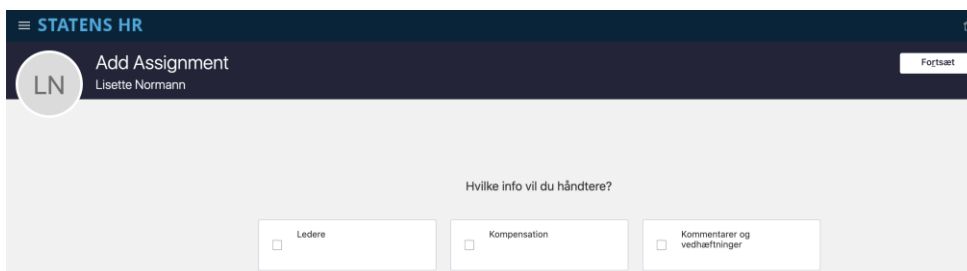 STATENS HR
Add Assignment
Fortsæt
LN
Lisette Normann
Hvilke info vil du håndtere?
Ledere
Kompensation
Kommentarer og
vedhæftninger